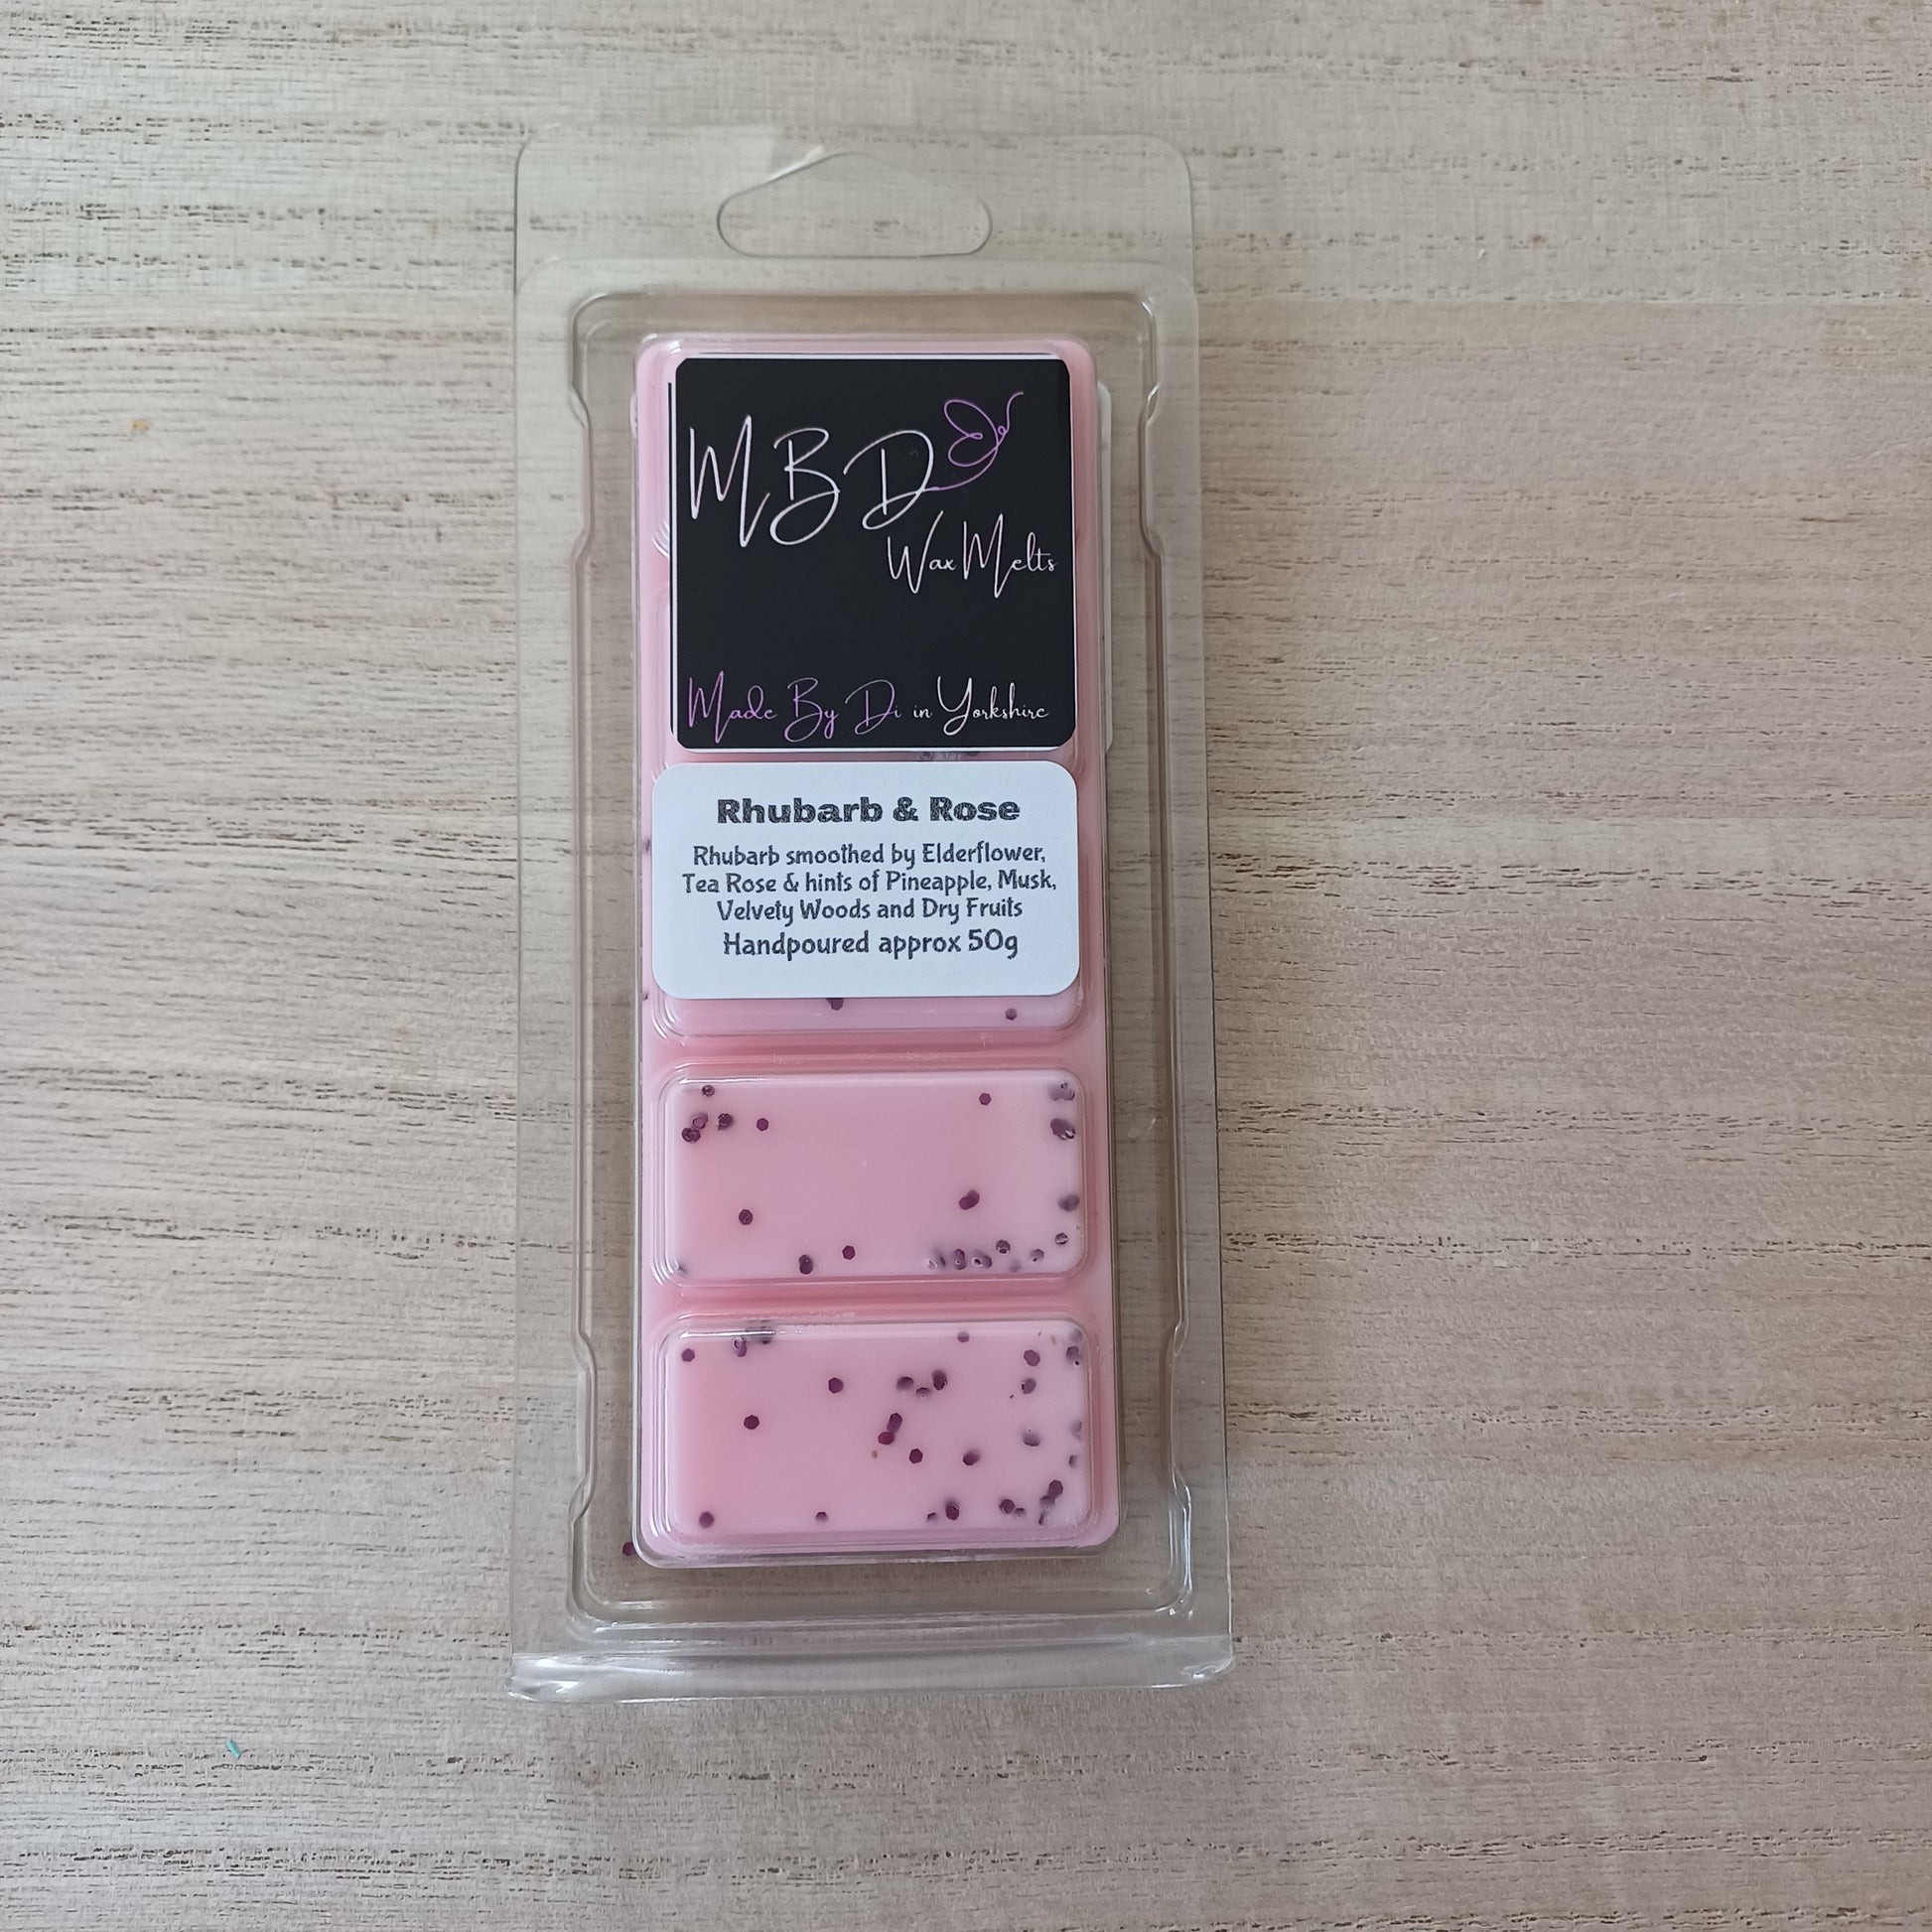 MBD
Wax Melts
Made By Di in Yorkshire
Rhubarb & Rose
Rhubarb smoothed by Elderflower,
Tea Rose & hints of Pineapple, Musk,
Velvety Woods and Dry Fruits
Handpoured approx 50g